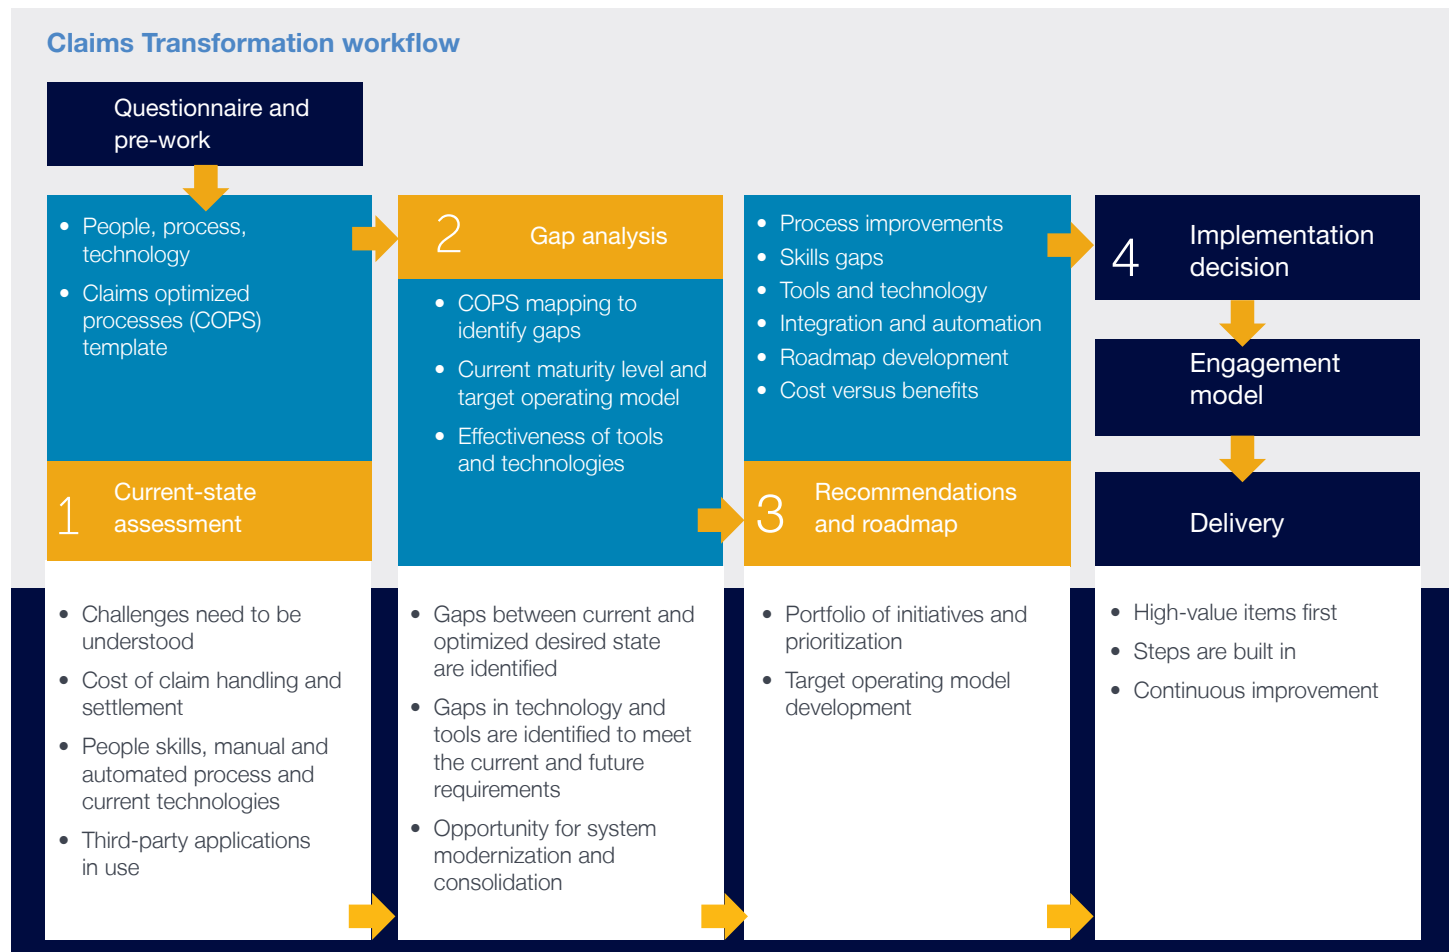 Claims Transformation workflow
Questionnaire and
pre-work
• People, process,
technology
• Claims optimized
processes (COPS)
template
1
Current-state
assessment
• Challenges need to be
understood
• Cost of claim handling and
settlement
• People skills, manual and
automated process and
current technologies
• Third-party applications
in use
2
Gap analysis
• COPS mapping to
identify gaps
• Current maturity level and
target operating model
• Effectiveness of tools
and technologies
• Gaps between current and
optimized desired state
are identified
• Gaps in technology and
tools are identified to meet
the current and future
requirements
• Opportunity for system
modernization and
consolidation
• Process improvements
• Skills gaps
• Tools and technology
• Integration and automation
• Roadmap development
• Cost versus benefits
3
Recommendations
and roadmap
• Portfolio of initiatives and
prioritization
• Target operating model
development
4
Implementation
decision
Engagement
model
Delivery
• High-value items first
• Steps are built in
• Continuous improvement